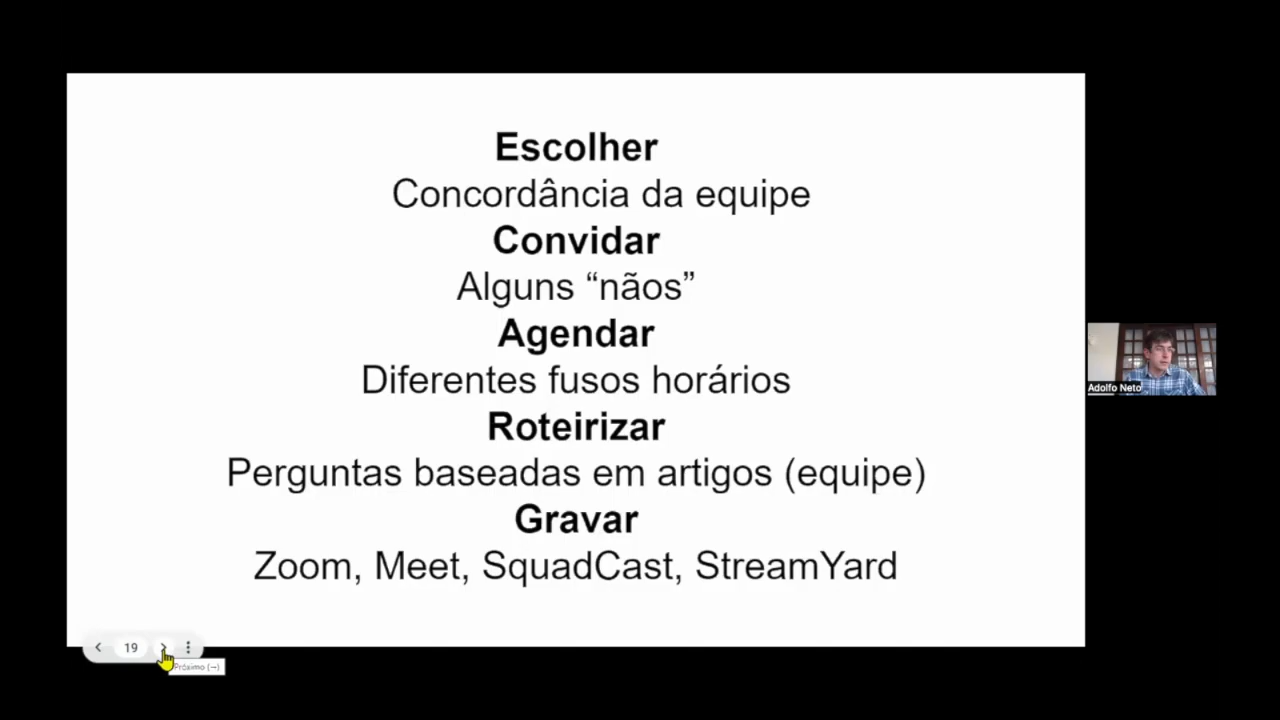 Escolher
Concordância da equipe
Convidar
Alguns “nãos”
Agendar
Diferentes fusos horários
Roteirizar
Perguntas baseadas em artigos (equipe)
Gravar
Zoom, Meet, SquadCast, StreamYard
Adolfo Neto
19
Próximo (→)